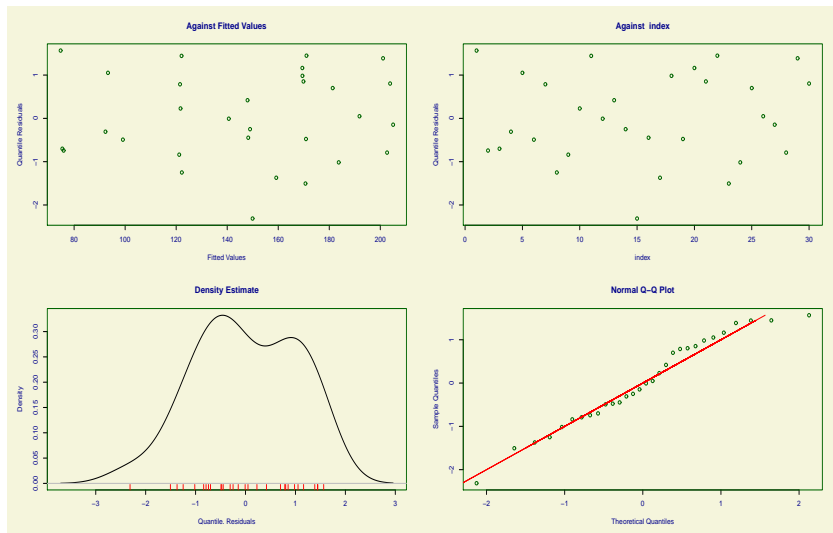 Against Fitted Values
Quantile Residuals
1
0
−1
−2
80 100 120 140 160 180 200
Fitted Values
Against index
Quantile Residuals
1
0
−1
−2
0 5 10 15 20 25 30
index
Density Estimate
Density
0.30
0.25
0.20
0.15
0.10
0.05
0.00
−3 −2 −1 0 1 2 3
Quantile. Residuals
Normal Q−Q Plot
Sample Quantiles
1
0
−1
−2
−2 −1 0 1 2
Theoretical Quantiles